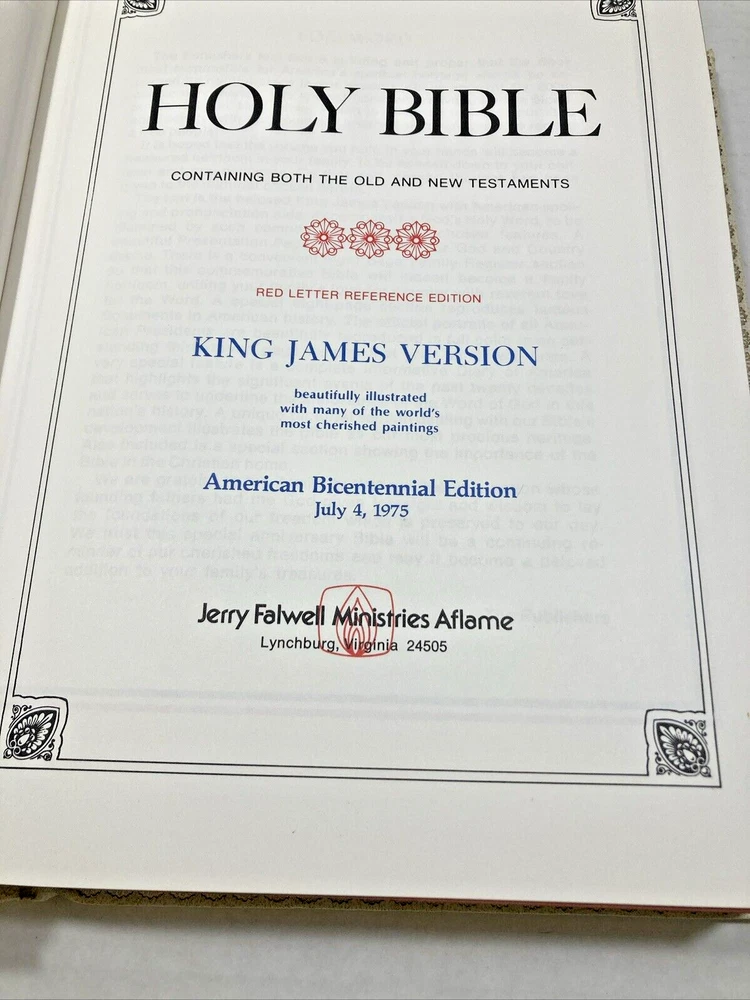 HOLY BIBLE
CONTAINING BOTH THE OLD AND NEW TESTAMENTS
RED LETTER REFERENCE EDITION
KING JAMES VERSION
beautifully illustrated
with many of the world's
most cherished paintings
American Bicentennial Edition
July 4, 1975
Jerry Falwell Ministries Aflame
Lynchburg, Virginia 24505